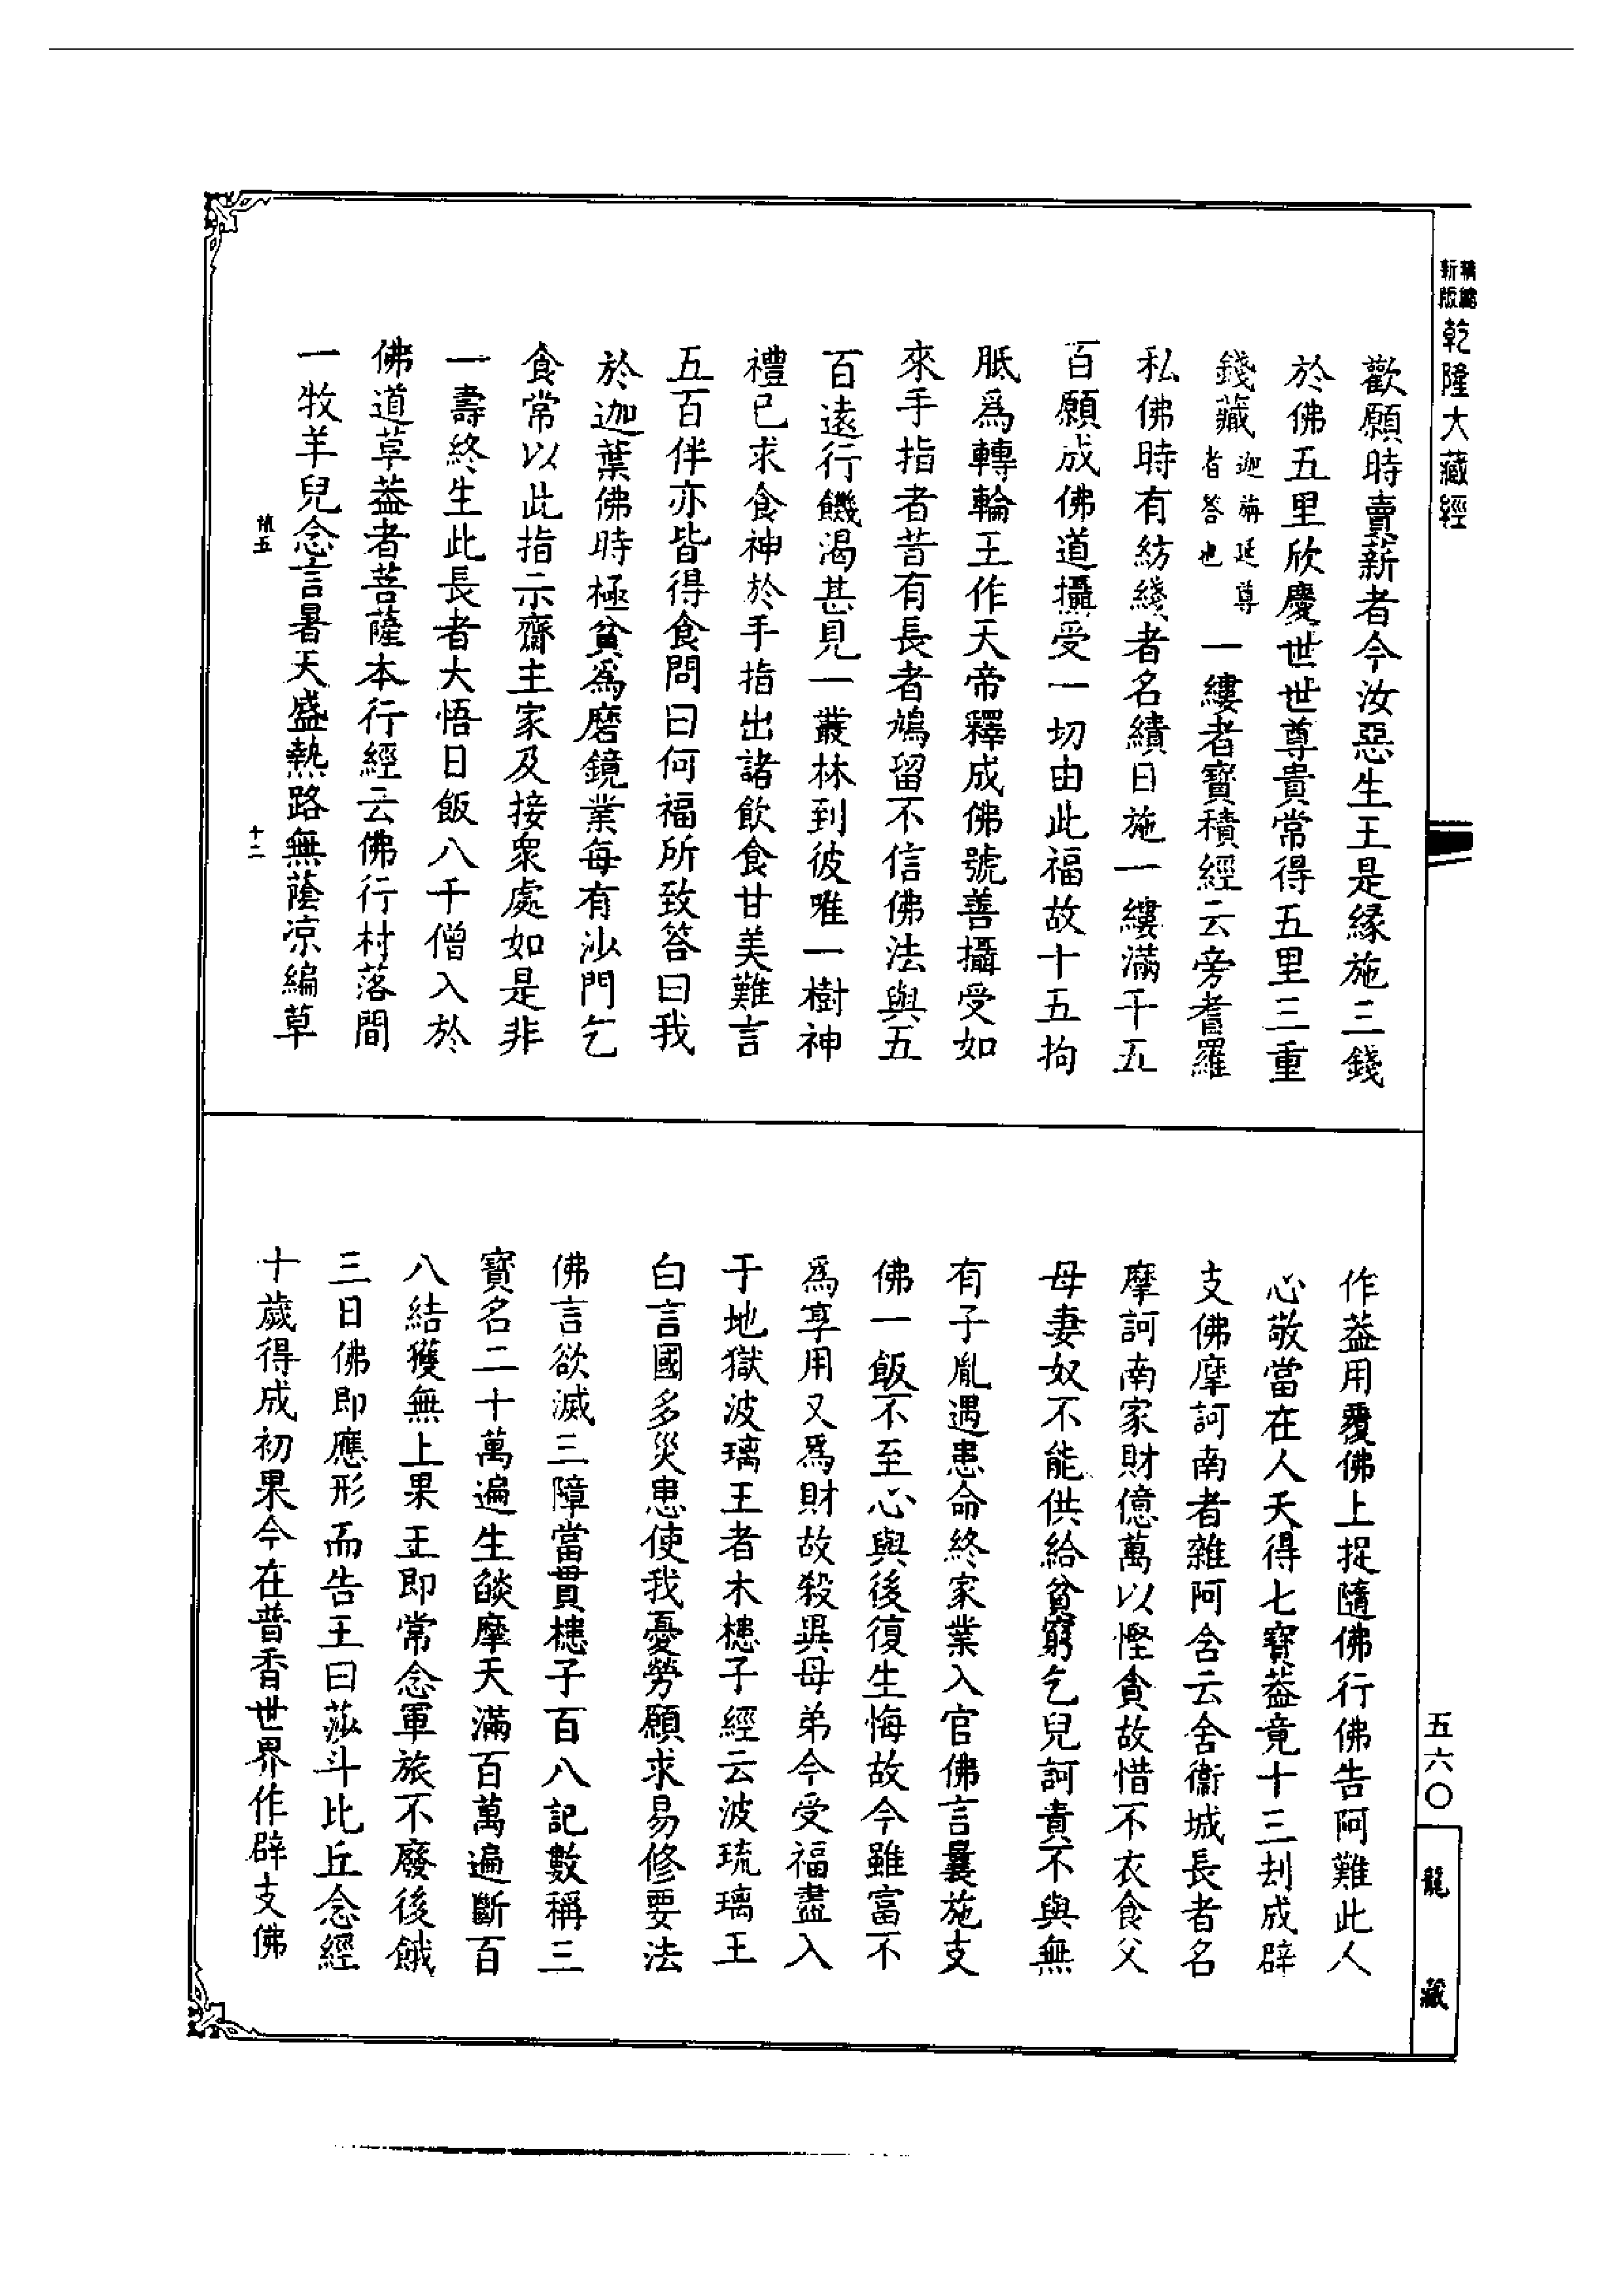 精縮
新版
乾隆大藏經
歡願時賣新者今汝惡生王是縁施三錢
於佛五里欣慶世世尊貴常得五里三重
錢藏迦旃延尊者答也一縷者寳積經云旁耆羅
私佛時有紡綫者名績日施一縷滿千五
百願成佛道攝受一切由此福故十五拘
胝爲轉輪王作天帝釋成佛號善攝受如
來手指者昔有長者鳩留不信佛法與五
百遠行饑渴甚見一叢林到彼唯一樹神
禮已求食神於手指出諸飲食甘美難言
五百伴亦皆得食問曰何福所致答曰我
於迦葉佛時極貧爲磨鏡業每有沙門乞
食常以此指示齋主家及接衆處如是非
一壽終生此長者大悟日飯八千僧入於
佛道草葢者菩薩本行經云佛行村落間
一牧羊兒念言暑天盛熱路無蔭凉編草
十二
作葢用覆佛上捉隨佛行佛告阿難此人
心敬當在人天得七寳葢竟十三刦成辟
支佛摩訶南者雜阿含云舍衞城長者名
摩訶南家財億萬以慳貪故惜不衣食父
母妻奴不能供給貧窮乞兒訶責不與無
有子胤遇患命終家業入官佛言曩施支
佛一飯不至心與後復生悔故今雖富不
爲享用又爲財故殺異母弟今受福盡入
于地獄波璃王者木槵子經云波琉璃王
白言國多災患使我憂勞願求易修要法
佛言欲滅三障當貫槵子百八記數稱三
寳名二十萬遍生燄摩天滿百萬遍斷百
八結獲無上果王即常念軍旅不廢後餓
三日佛即應形而告王曰莎斗比丘念經
十歲得成初果今在普香世界作辟支佛
五六〇
龍藏